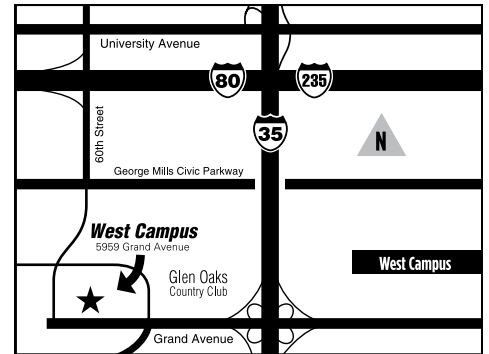 University Avenue
80
235
60th Street
35
N
George Mills Civic Parkway
West Campus
5959 Grand Avenue
West Campus
Glen Oaks
Country Club
Grand Avenue